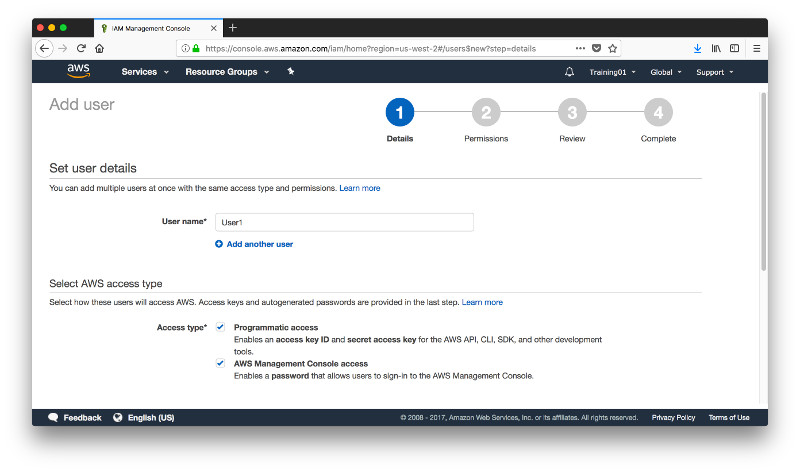 IAM Management Console
https://console.aws.amazon.com/iam/home?region=us-west-2#/users$new?step=details
aws Services Resource Groups Training01 Global Support
Add user
1 2 3 4
Details Permissions Review Complete
Set user details
You can add multiple users at once with the same access type and permissions. Learn more
User name* User1
Add another user
Select AWS access type
Select how these users will access AWS. Access keys and autogenerated passwords are provided in the last step. Learn more
Access type* Programmatic access
Enables an access key ID and secret access key for the AWS API, CLI, SDK, and other development
tools.
AWS Management Console access
Enables a password that allows users to sign-in to the AWS Management Console.
Feedback English (US) © 2008 - 2017, Amazon Web Services, Inc. or its affiliates. All rights reserved. Privacy Policy Terms of Use